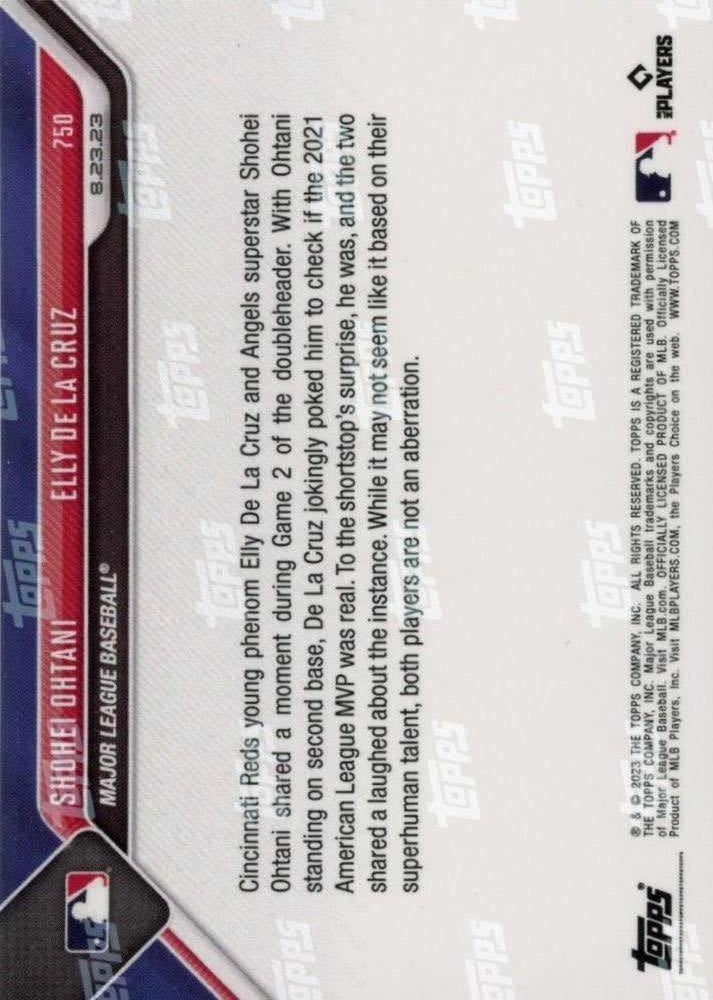 SHOHEI OHTANI ELLY DE LA CRUZ 750
MAJOR LEAGUE BASEBALL® 8.23.23
Cincinnati Reds young phenom Elly De La Cruz and Angels superstar Shohei
Ohtani shared a moment during Game 2 of the doubleheader. With Ohtani
standing on second base, De La Cruz jokingly poked him to check if the 2021
American League MVP was real. To the shortstop's surprise, he was, and the two
shared a laughed about the instance. While it may not seem like it based on their
superhuman talent, both players are not an aberration.
topps®
® & © 2023 THE TOPPS COMPANY, INC. ALL RIGHTS RESERVED. TOPPS IS A REGISTERED TRADEMARK OF
THE TOPPS COMPANY, INC. Major League Baseball trademarks and copyrights are used with permission
of Major League Baseball. Visit MLB.com. OFFICIALLY LICENSED PRODUCT OF MLB. Officially Licensed
Product of MLB Players, Inc. Visit MLBPLAYERS.COM, the Players Choice on the web. WWW.TOPPS.COM
PLAYERS